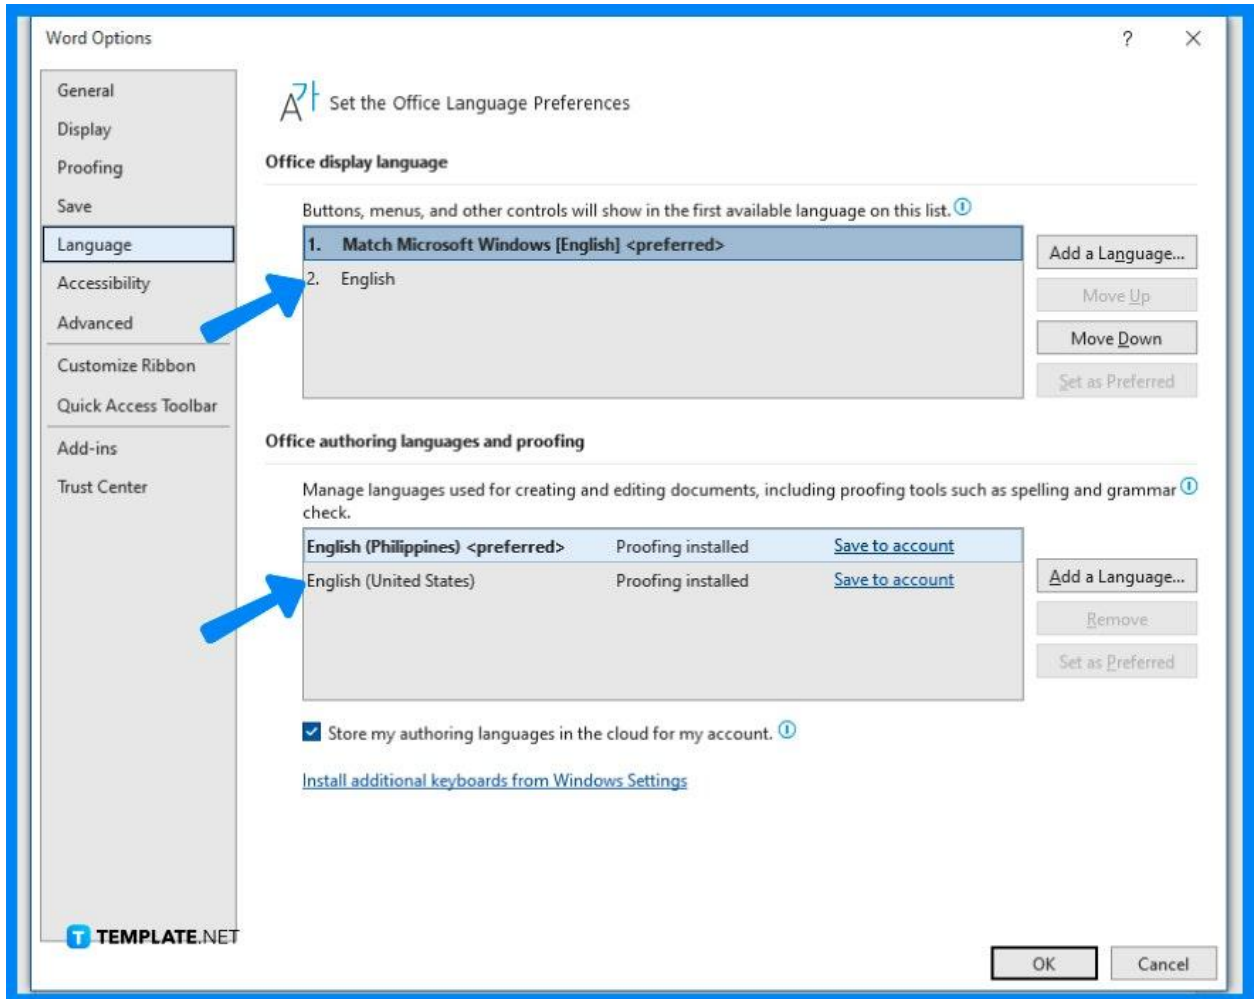 Word Options
?
General
Display
Proofing
Save
Language
Accessibility
Advanced
Customize Ribbon
Quick Access Toolbar
Add-ins
Trust Center
A가 Set the Office Language Preferences
Office display language
Buttons, menus, and other controls will show in the first available language on this list.
1. Match Microsoft Windows [English] <preferred>
2. English
Add a Language...
Move Up
Move Down
Set as Preferred
Office authoring languages and proofing
Manage languages used for creating and editing documents, including proofing tools such as spelling and grammar
check.
English (Philippines) <preferred> Proofing installed Save to account
English (United States) Proofing installed Save to account
Add a Language...
Remove
Set as Preferred
Store my authoring languages in the cloud for my account.
Install additional keyboards from Windows Settings
T TEMPLATE.NET
OK Cancel